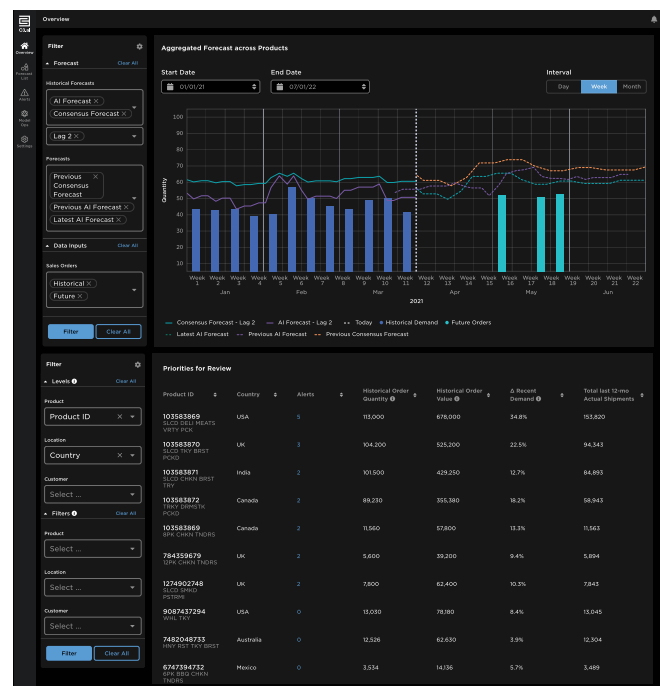 C3.ai
Overview
Overview
Forecast
List
Alerts
Model
Ops
Settings
Filter
Forecast Clear All
Historical Forecasts
AI Forecast ×
Consensus Forecast ×
Lag 2 ×
Forecasts
Previous ×
Consensus
Forecast
Previous AI Forecast ×
Latest AI Forecast ×
Data Inputs Clear All
Sales Orders
Historical ×
Future ×
Filter Clear All
Aggregated Forecast across Products
Start Date End Date Interval
01/01/21 07/01/22 Day Week Month
Quantity
100
90
80
70
60
50
40
30
20
10
Week Week Week Week Week Week Week Week Week Week Week Week Week Week Week Week Week Week Week Week Week Week
1 2 3 4 5 6 7 8 9 10 11 12 13 14 15 16 17 18 19 20 21 22
Jan Feb Mar Apr May Jun
2021
Consensus Forecast - Lag 2 AI Forecast - Lag 2 Today Historical Demand Future Orders
Latest AI Forecast Previous AI Forecast Previous Consensus Forecast
Filter
Levels Clear All
Product
Product ID ×
Location
Country ×
Customer
Select ...
Filters Clear All
Product
Select ...
Location
Select ...
Customer
Select ...
Filter Clear All
Priorities for Review
Product ID Country Alerts Historical Order Quantity Historical Order Value Δ Recent Demand Total last 12-mo Actual Shipments
103583869 USA 5 113,000 678,000 34.8% 153,820
SLCD DELI MEATS
VRTY PCK
103583870 UK 3 104.200 525,200 22.5% 94,343
SLCD TKY BRST
PCKD
103583871 India 2 101.500 429,250 12.7% 84,893
SLCD CHKN BRST
TRY
103583872 Canada 2 89,230 355,380 18.2% 58,943
TRKY DRMSTK
PCKD
103583869 Canada 2 11,560 57,800 13.3% 11,563
8PK CHKN TNDRS
784359679 UK 2 5,600 39,200 9.4% 5,894
12PK CHKN TNDRS
1274902748 UK 2 7,800 62,400 10.3% 7,843
SLCD SMKD
PSTRMI
9087437294 USA 0 13,030 78,180 8.4% 13,045
WHL TKY
7482048733 Australia 0 12,526 62,630 3.9% 12,304
HNY RST TKY BRST
6747394732 Mexico 0 3,534 14,136 5.7% 3,489
6PK BBQ CHKN
TNDRS